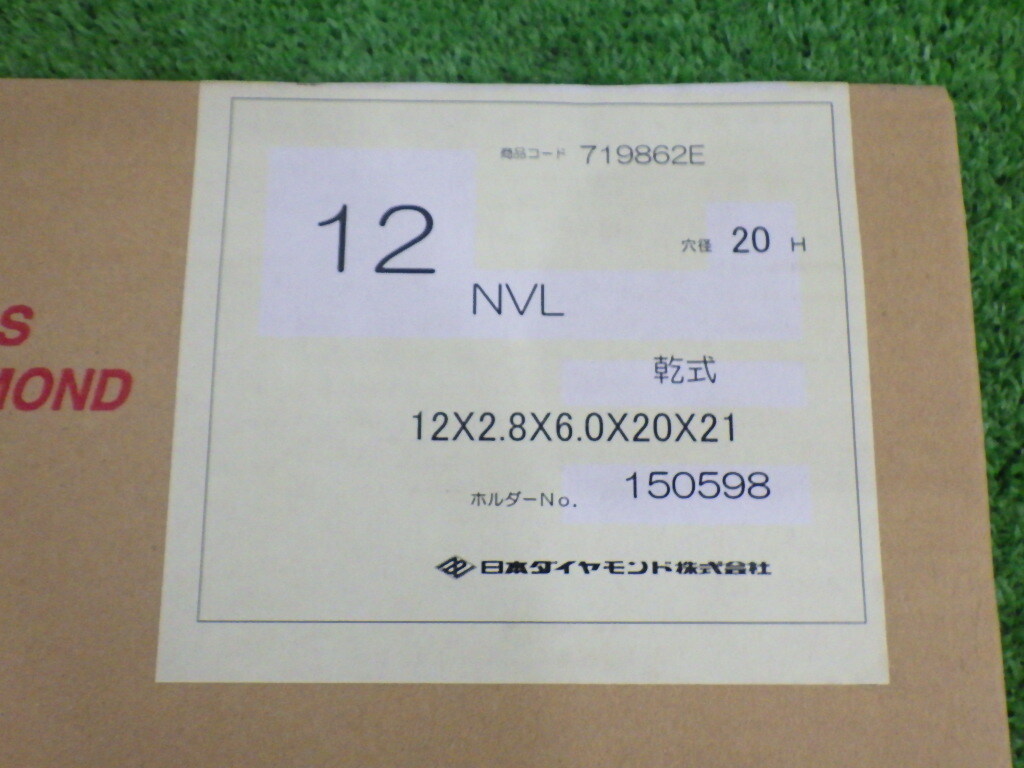 商品コード 719862E
12
穴径 20 H
NVL
乾式
12X2.8X6.0X20X21
ホルダーNo. 150598
日本ダイヤモンド株式会社
S
MOND